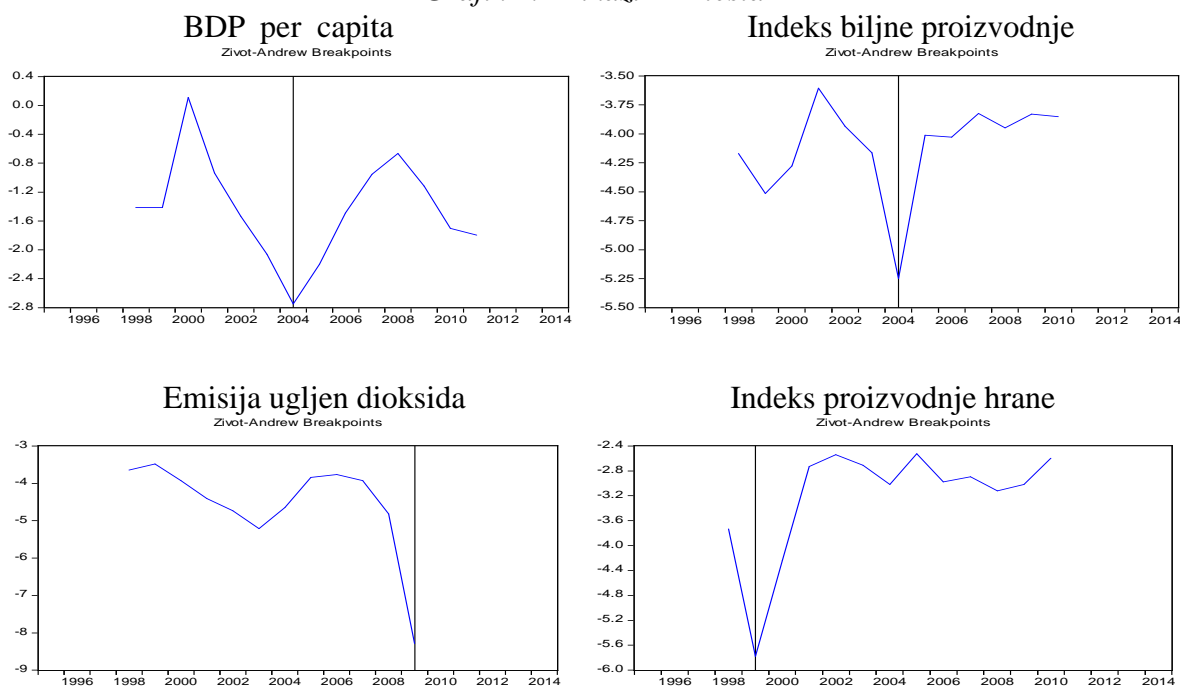 BDP per capita
Zivot-Andrew Breakpoints
0.4
0.0
-0.4
-0.8
-1.2
-1.6
-2.0
-2.4
-2.8
1996 1998 2000 2002 2004 2006 2008 2010 2012 2014
Indeks biljne proizvodnje
Zivot-Andrew Breakpoints
-3.50
-3.75
-4.00
-4.25
-4.50
-4.75
-5.00
-5.25
-5.50
1996 1998 2000 2002 2004 2006 2008 2010 2012 2014
Emisija ugljen dioksida
Zivot-Andrew Breakpoints
-3
-4
-5
-6
-7
-8
-9
1996 1998 2000 2002 2004 2006 2008 2010 2012 2014
Indeks proizvodnje hrane
Zivot-Andrew Breakpoints
-2.4
-2.8
-3.2
-3.6
-4.0
-4.4
-4.8
-5.2
-5.6
-6.0
1996 1998 2000 2002 2004 2006 2008 2010 2012 2014